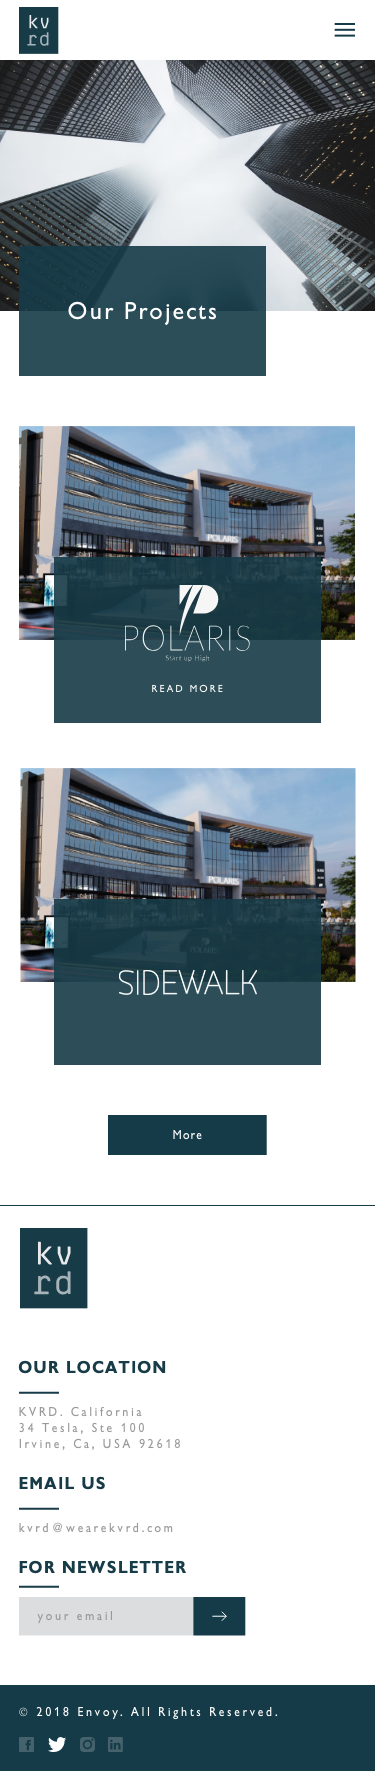 kv
rd
Our Projects
POLARIS
POLARIS
Start up High
READ MORE
POLARIS
SIDEWALK
More
kv
rd
OUR LOCATION
KVRD. California
34 Tesla, Ste 100
Irvine, Ca, USA 92618
EMAIL US
kvrd@wearekvrd.com
FOR NEWSLETTER
your email
© 2018 Envoy. All Rights Reserved.